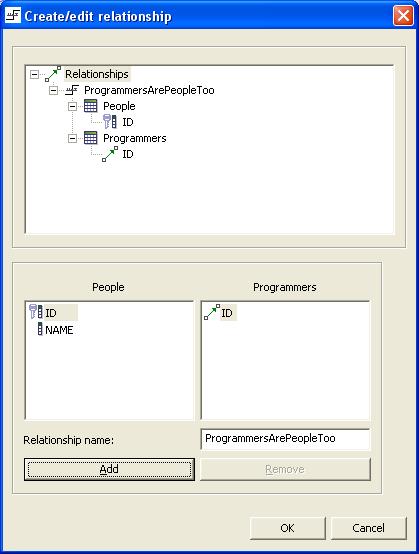 Create/edit relationship
Relationships
ProgrammersArePeopleToo
People
ID
Programmers
ID
People Programmers
ID ID
NAME
Relationship name: ProgrammersArePeopleToo
Add Remove
OK Cancel